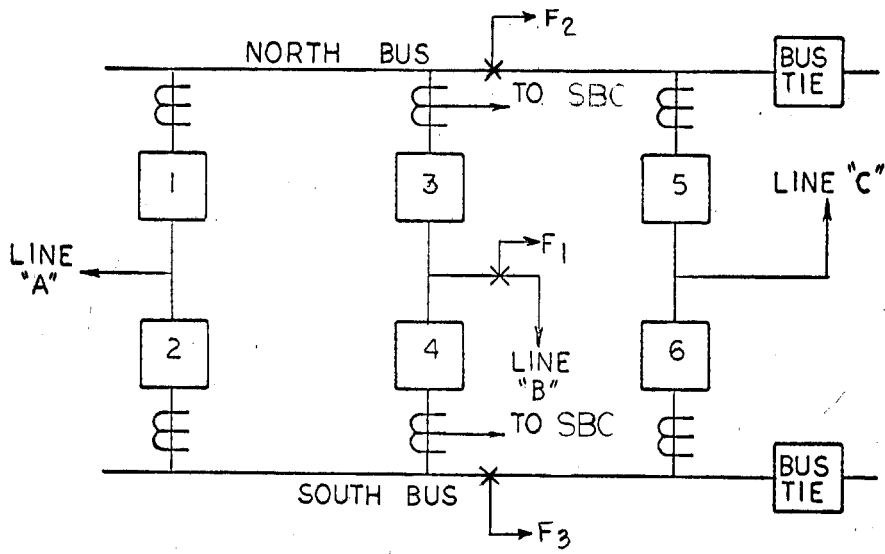 NORTH BUS
F2
BUS
TIE
TO SBC
1
3
5
LINE "C"
LINE
"A"
F1
2
4
6
LINE
"B"
TO SBC
SOUTH BUS
BUS
TIE
F3